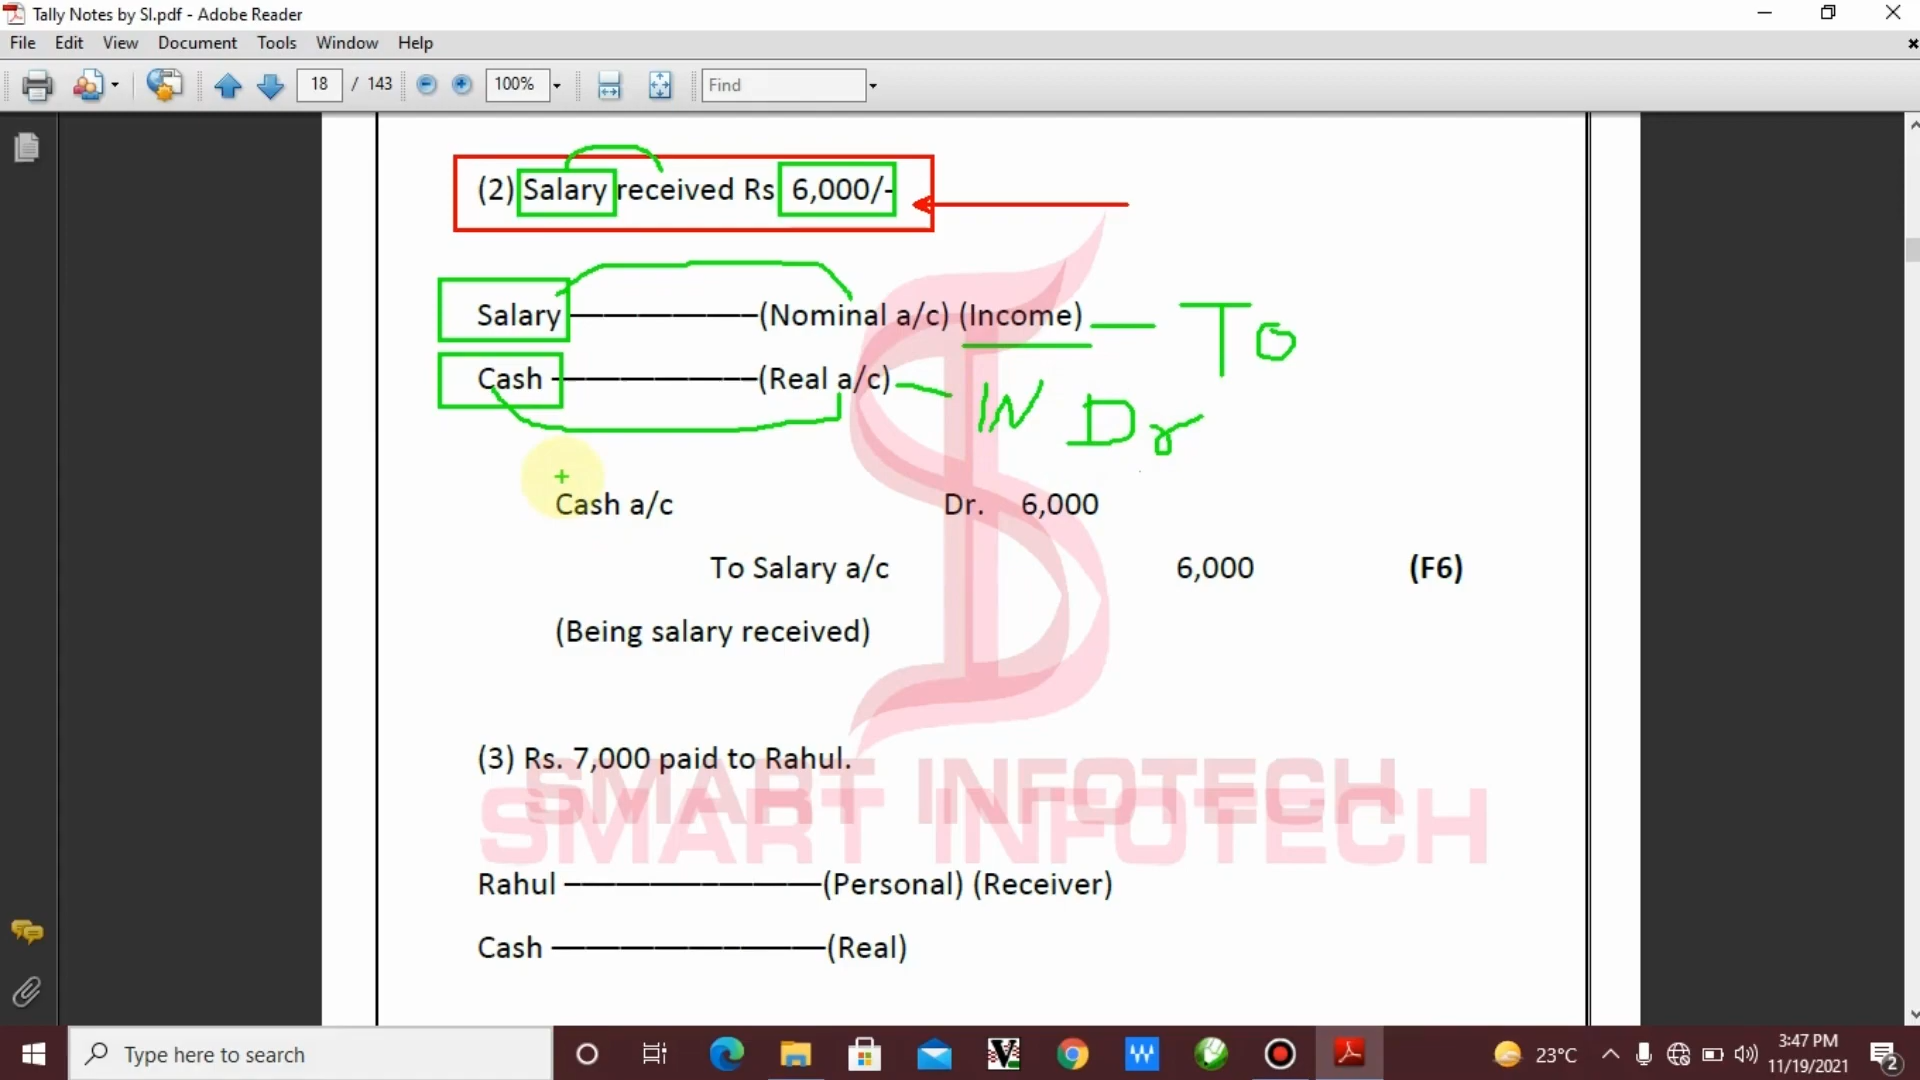 Tally Notes by SI.pdf - Adobe Reader
File Edit View Document Tools Window Help
18 / 143 100% Find
(2) Salary received Rs 6,000/-
Salary ——————(Nominal a/c) (Income) — To
Cash ——————(Real a/c) — IN Dr
Cash a/c Dr. 6,000
To Salary a/c 6,000 (F6)
(Being salary received)
(3) Rs. 7,000 paid to Rahul.
SMART INFOTECH
SMART INFOTECH
Rahul ————————(Personal) (Receiver)
Cash ————————(Real)
Type here to search
23°C
3:47 PM
11/19/2021
2